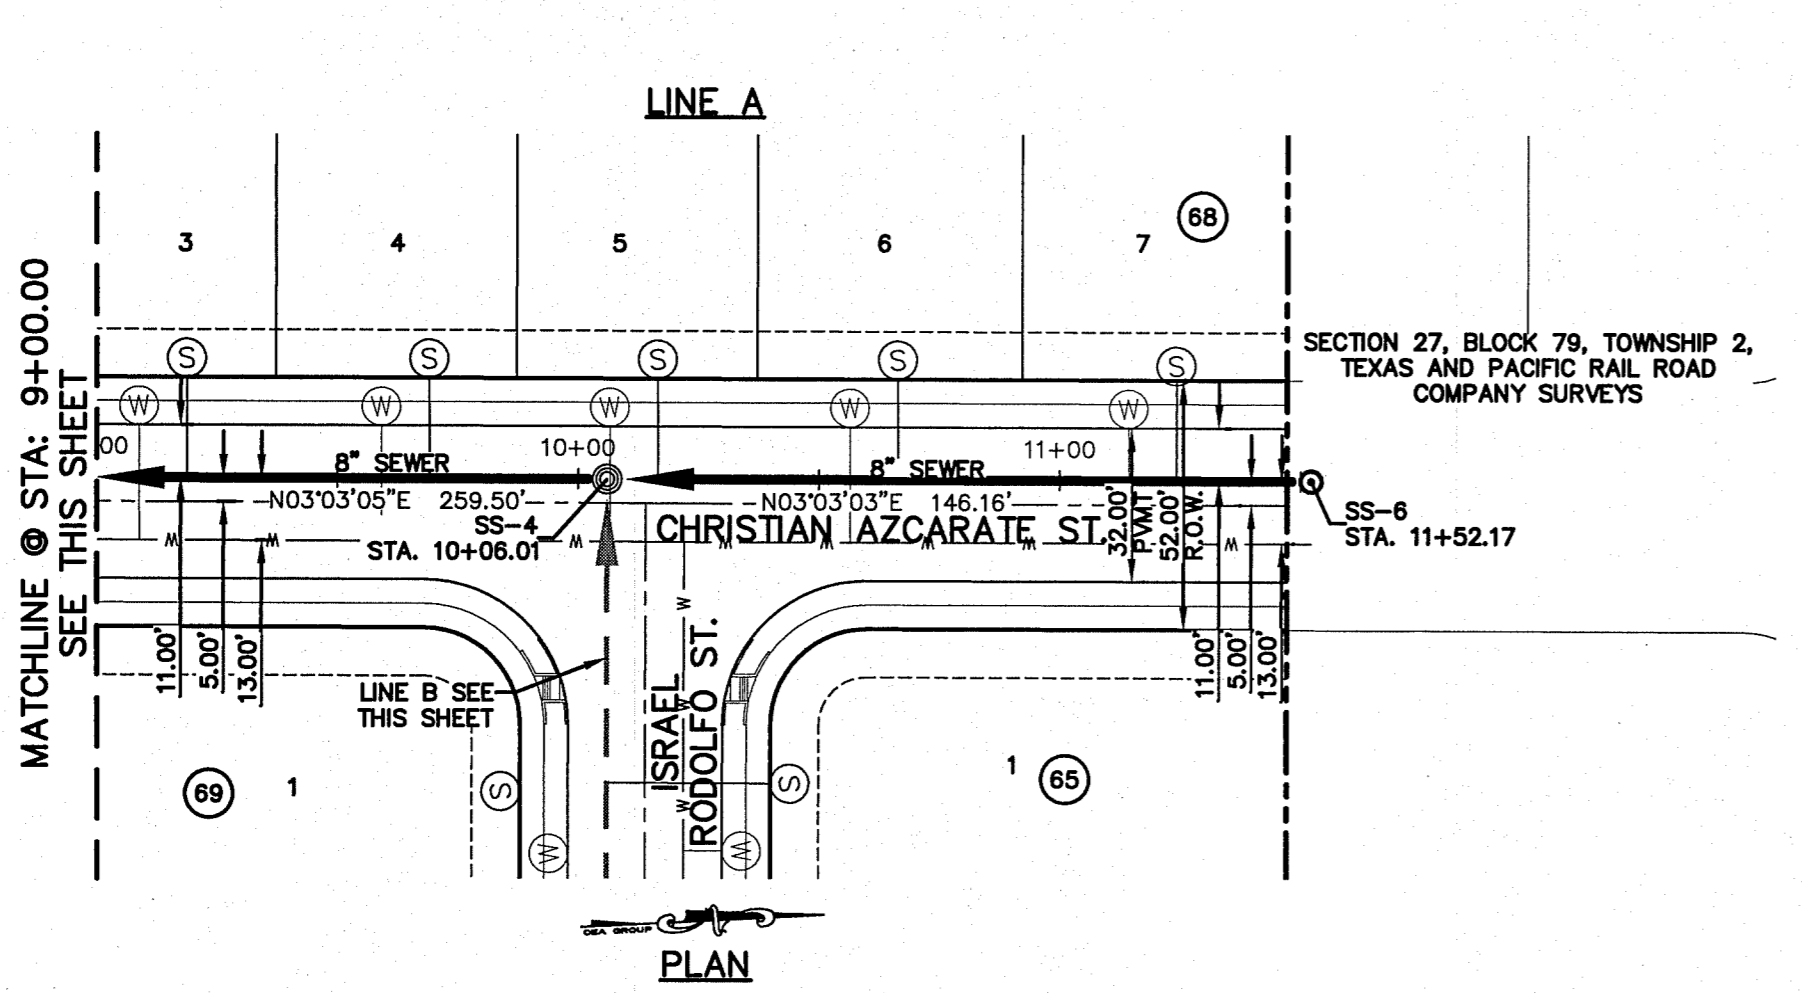 LINE A
MATCHLINE @ STA: 9+00.00
SEE THIS SHEET
3
4
5
6
7
68
SECTION 27, BLOCK 79, TOWNSHIP 2,
TEXAS AND PACIFIC RAIL ROAD
COMPANY SURVEYS
S
S
S
S
S
W
W
W
W
W
00
10+00
11+00
8" SEWER
8" SEWER
N03°03'05"E 259.50'
N03°03'03"E 146.16'
SS-4
STA. 10+06.01
CHRISTIAN AZCARATE ST.
32.00'
PVMT
52.00'
R.O.W.
SS-6
STA. 11+52.17
W
W
W
W
W
W
W
W
11.00'
5.00'
13.00'
11.00'
5.00'
13.00'
LINE B SEE
THIS SHEET
ISRAEL
RODOLFO ST.
W
W
W
69
1
1
65
S
S
W
W
CEA GROUP
PLAN